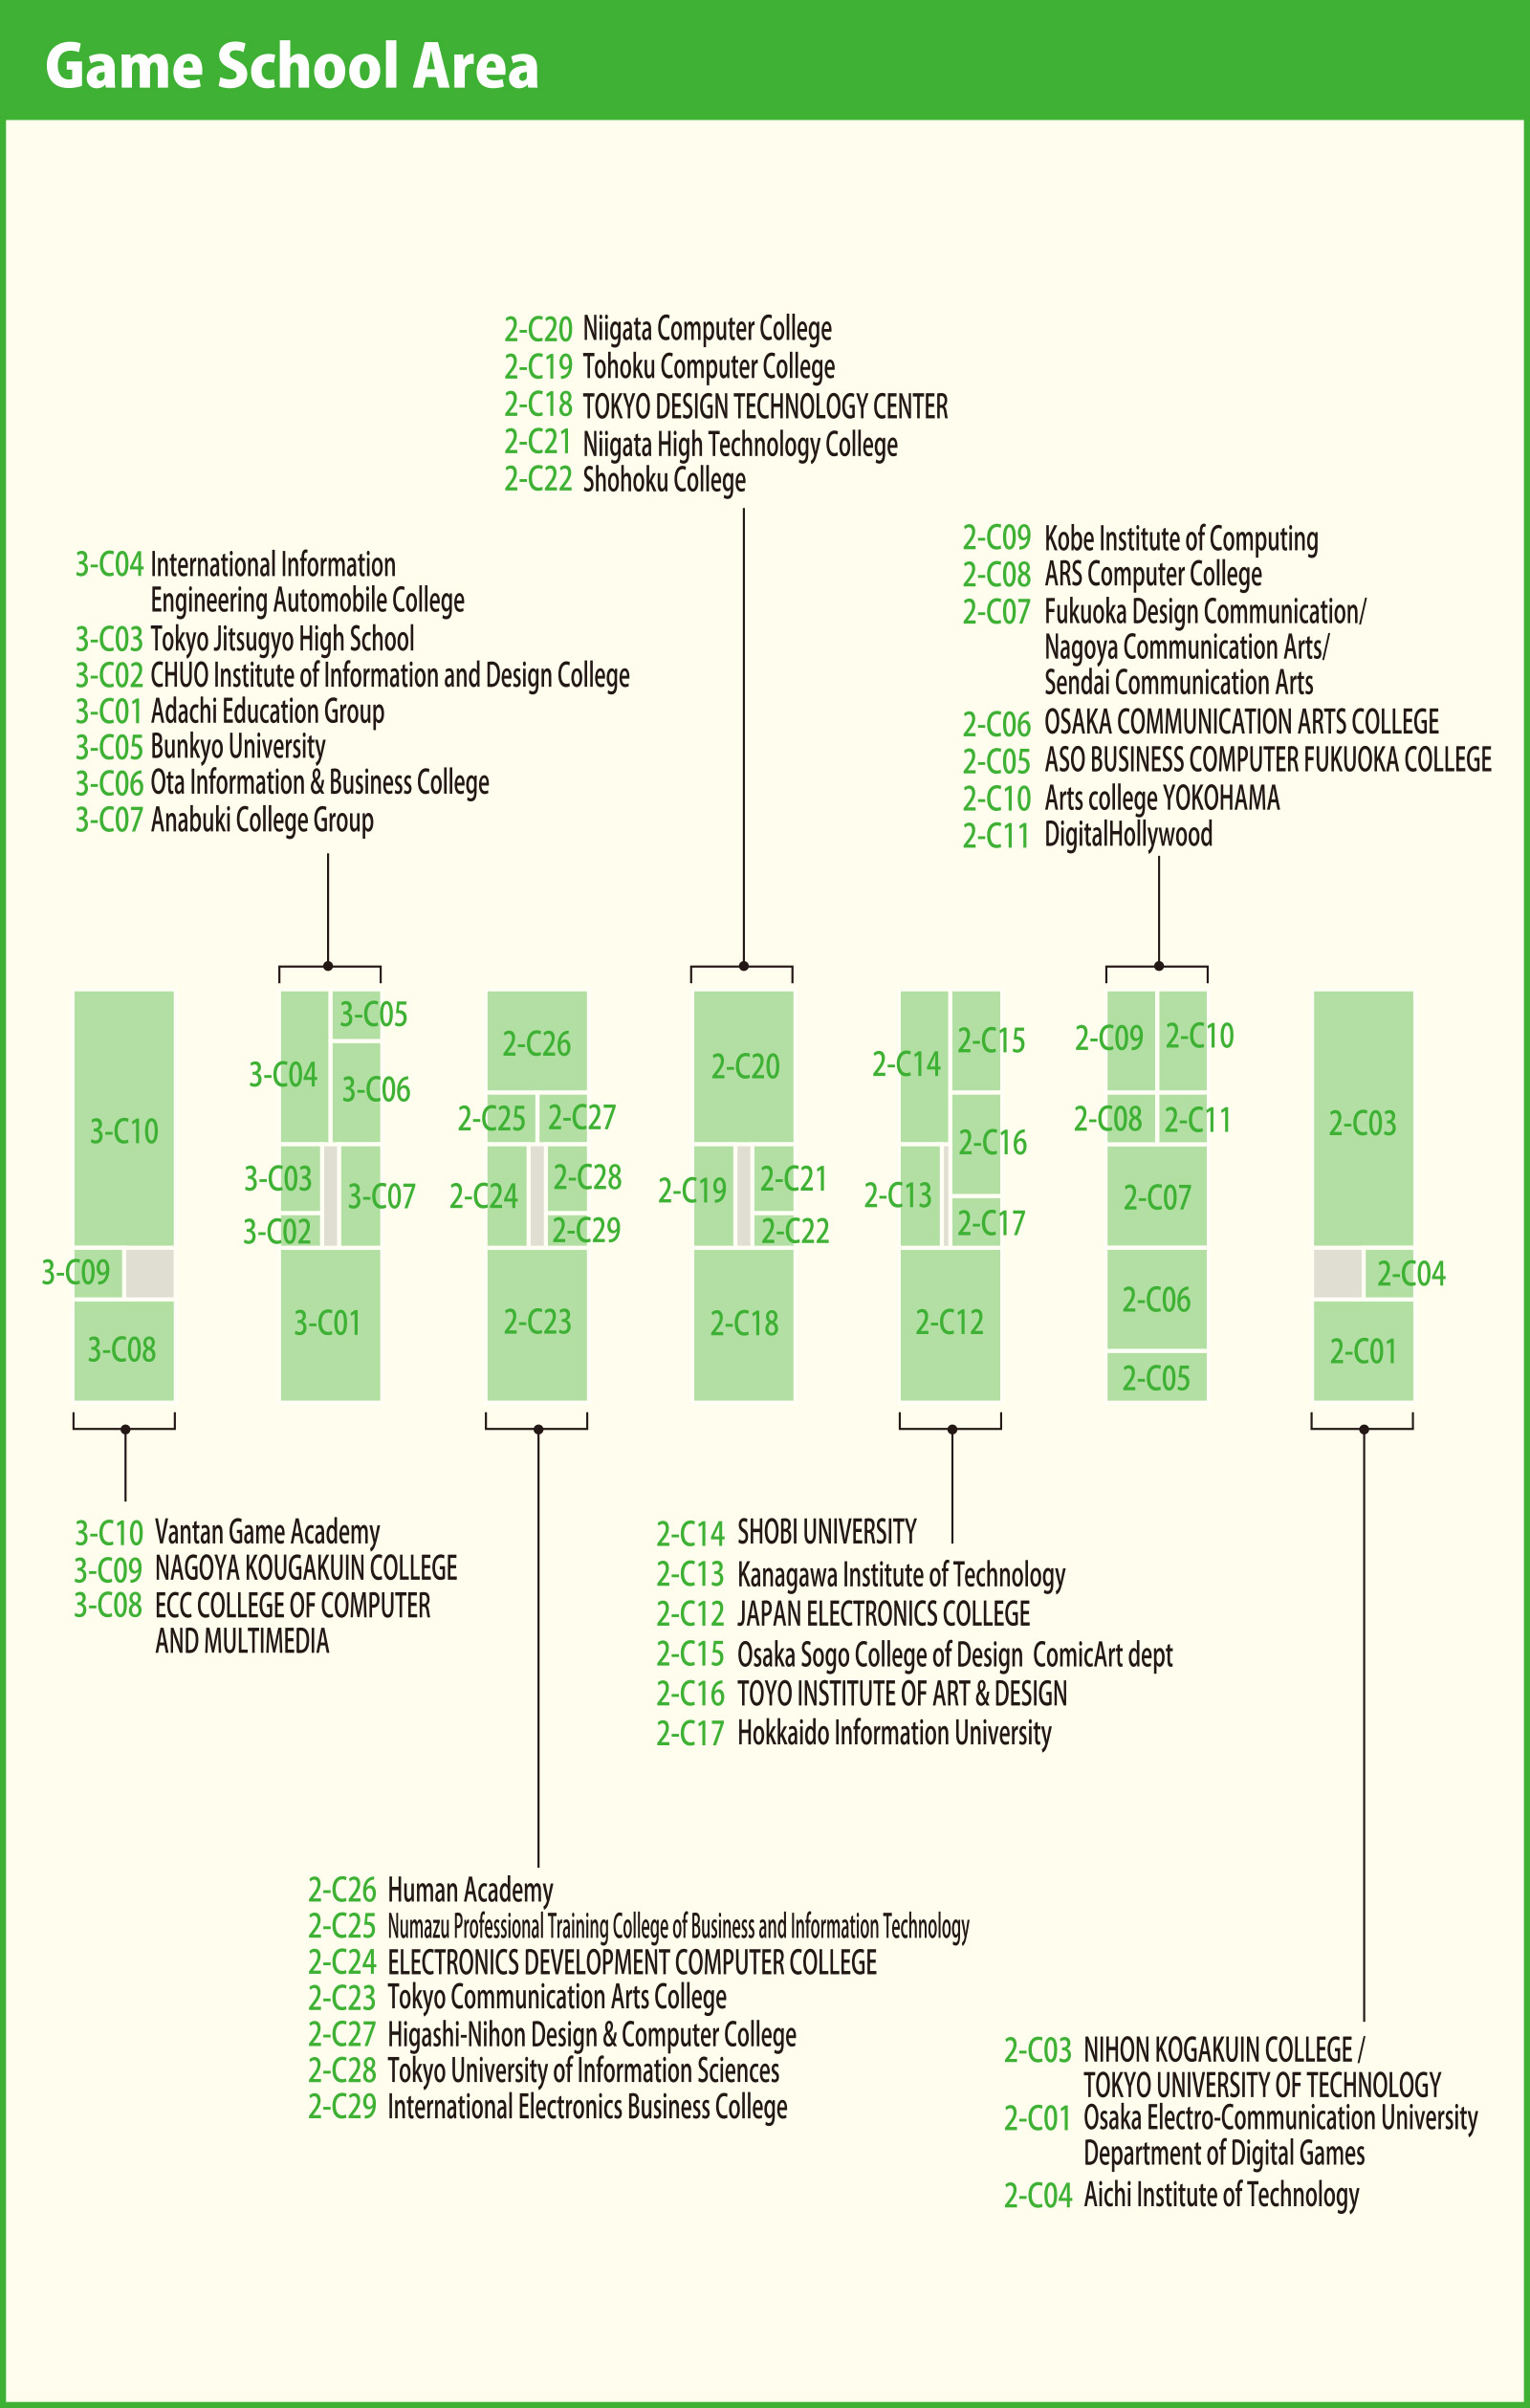 Game School Area
2-C20 Niigata Computer College
2-C19 Tohoku Computer College
2-C18 TOKYO DESIGN TECHNOLOGY CENTER
2-C21 Niigata High Technology College
2-C22 Shohoku College
3-C04 International Information
Engineering Automobile College
3-C03 Tokyo Jitsugyo High School
3-C02 CHUO Institute of Information and Design College
3-C01 Adachi Education Group
3-C05 Bunkyo University
3-C06 Ota Information & Business College
3-C07 Anabuki College Group
2-C09 Kobe Institute of Computing
2-C08 ARS Computer College
2-C07 Fukuoka Design Communication/
Nagoya Communication Arts/
Sendai Communication Arts
2-C06 OSAKA COMMUNICATION ARTS COLLEGE
2-C05 ASO BUSINESS COMPUTER FUKUOKA COLLEGE
2-C10 Arts college YOKOHAMA
2-C11 DigitalHollywood
3-C10
3-C09
3-C08
3-C05
3-C04
3-C06
3-C03
3-C07
3-C02
3-C01
2-C26
2-C25
2-C27
2-C24
2-C28
2-C29
2-C23
2-C20
2-C19
2-C21
2-C22
2-C18
2-C14
2-C15
2-C16
2-C13
2-C17
2-C12
2-C09
2-C10
2-C08
2-C11
2-C07
2-C06
2-C05
2-C03
2-C04
2-C01
3-C10 Vantan Game Academy
3-C09 NAGOYA KOUGAKUIN COLLEGE
3-C08 ECC COLLEGE OF COMPUTER
AND MULTIMEDIA
2-C14 SHOBI UNIVERSITY
2-C13 Kanagawa Institute of Technology
2-C12 JAPAN ELECTRONICS COLLEGE
2-C15 Osaka Sogo College of Design ComicArt dept
2-C16 TOYO INSTITUTE OF ART & DESIGN
2-C17 Hokkaido Information University
2-C26 Human Academy
2-C25 Numazu Professional Training College of Business and Information Technology
2-C24 ELECTRONICS DEVELOPMENT COMPUTER COLLEGE
2-C23 Tokyo Communication Arts College
2-C27 Higashi-Nihon Design & Computer College
2-C28 Tokyo University of Information Sciences
2-C29 International Electronics Business College
2-C03 NIHON KOGAKUIN COLLEGE /
TOKYO UNIVERSITY OF TECHNOLOGY
2-C01 Osaka Electro-Communication University
Department of Digital Games
2-C04 Aichi Institute of Technology